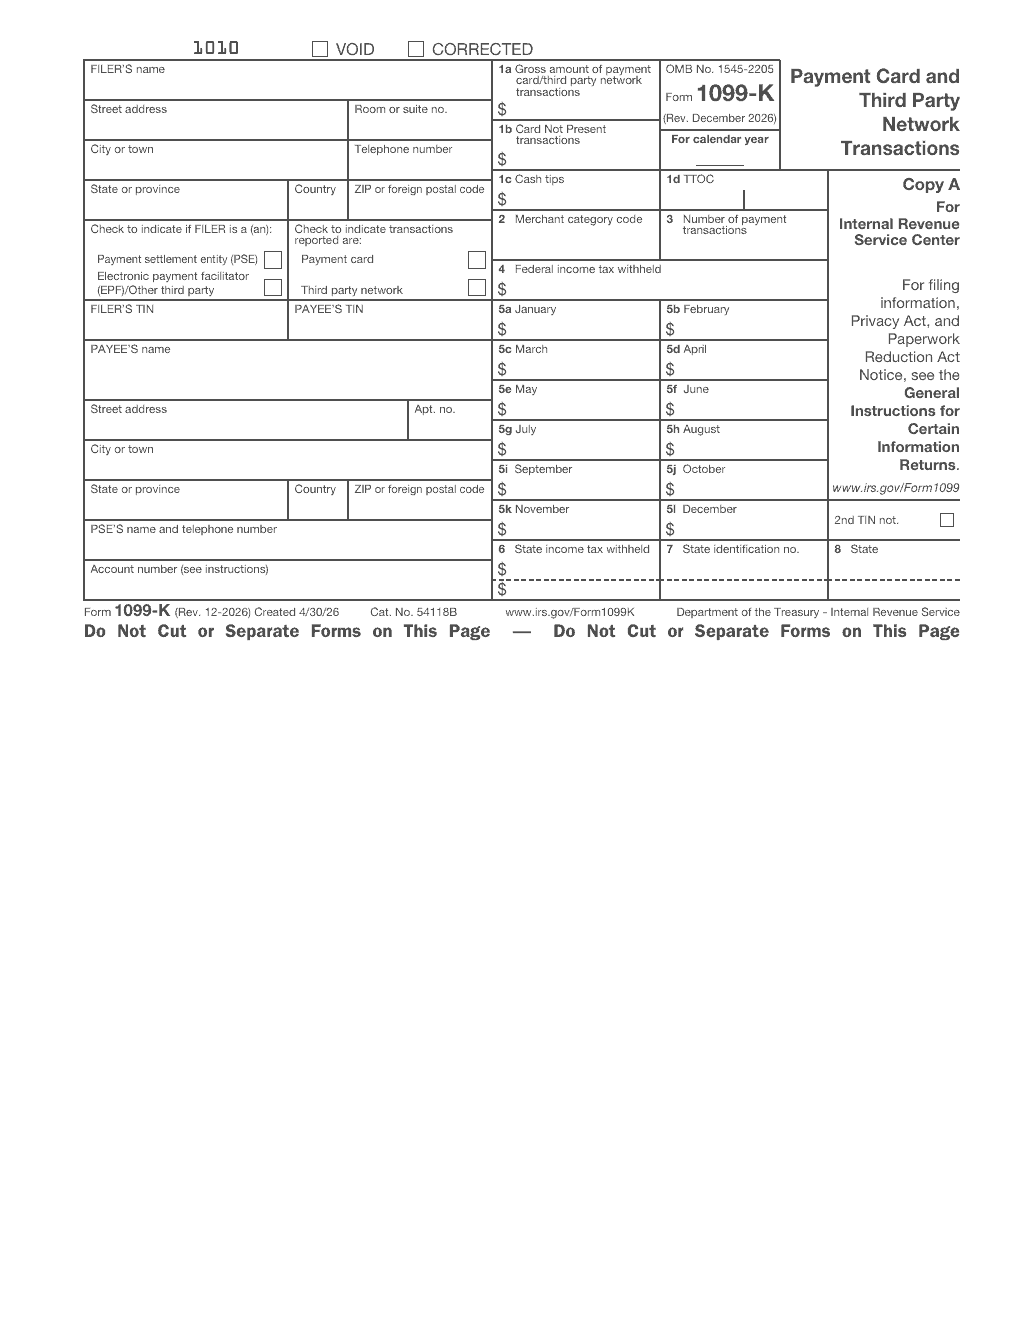 1010 VOID CORRECTED
FILER'S name
Street address Room or suite no.
City or town Telephone number
State or province Country ZIP or foreign postal code
Check to indicate if FILER is a (an):
Payment settlement entity (PSE)
Electronic payment facilitator
(EPF)/Other third party
Check to indicate transactions
reported are:
Payment card
Third party network
FILER'S TIN PAYEE'S TIN
PAYEE'S name
Street address Apt. no.
City or town
State or province Country ZIP or foreign postal code
PSE'S name and telephone number
Account number (see instructions)
1a Gross amount of payment
card/third party network
transactions
$
1b Card Not Present
transactions
$
OMB No. 1545-2205
Form 1099-K
(Rev. December 2026)
For calendar year
Payment Card and
Third Party
Network
Transactions
1c Cash tips
$
1d TTOC
2 Merchant category code
3 Number of payment
transactions
4 Federal income tax withheld
$
5a January
$
5b February
$
5c March
$
5d April
$
5e May
$
5f June
$
5g July
$
5h August
$
5i September
$
5j October
$
5k November
$
5l December
$
6 State income tax withheld
$
$
7 State identification no.
8 State
Copy A
For
Internal Revenue
Service Center
For filing
information,
Privacy Act, and
Paperwork
Reduction Act
Notice, see the
General
Instructions for
Certain
Information
Returns.
www.irs.gov/Form1099
2nd TIN not.
Form 1099-K (Rev. 12-2026) Created 4/30/26 Cat. No. 54118B www.irs.gov/Form1099K Department of the Treasury - Internal Revenue Service
Do Not Cut or Separate Forms on This Page — Do Not Cut or Separate Forms on This Page